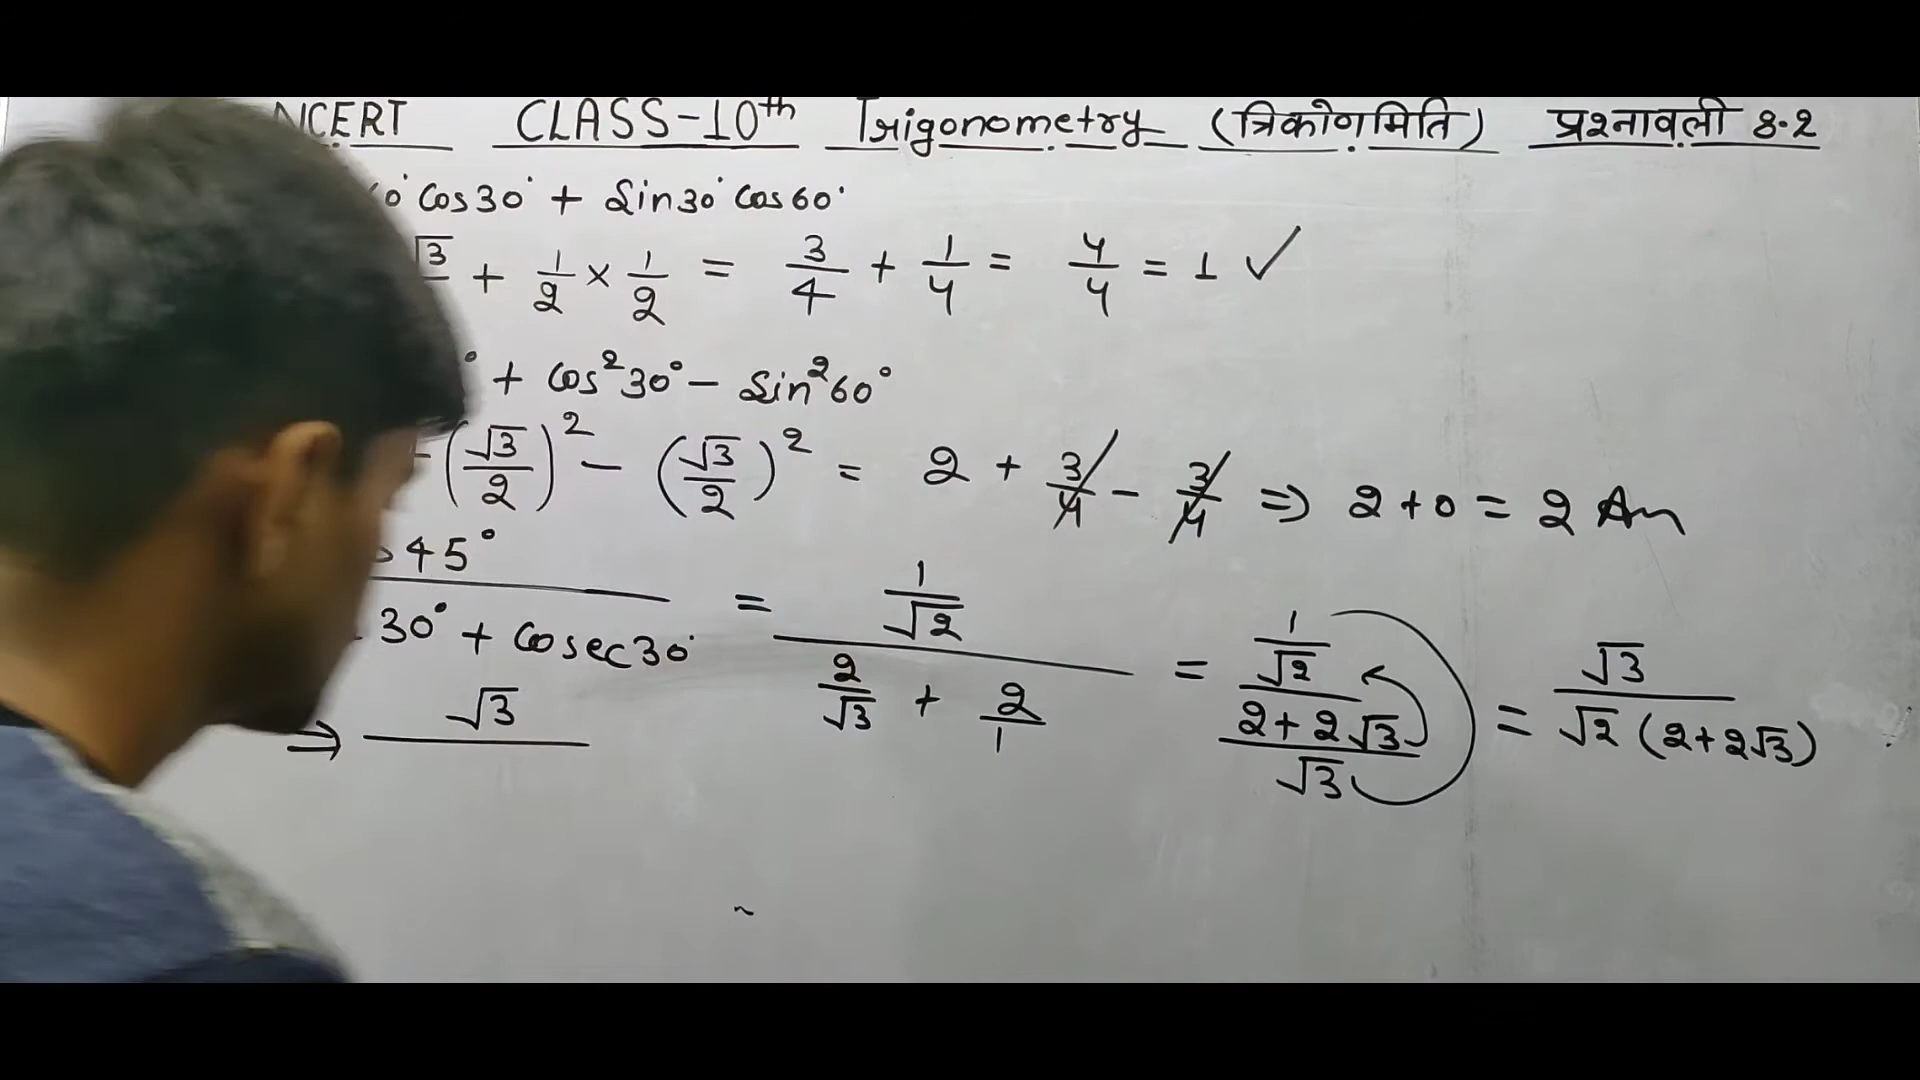 NCERT CLASS-10th Trigonometry (त्रिकोणमिति) प्रश्नावली 8.2
0° Cos30° + Sin30° Cos60°
√3 + 1/2 × 1/2 = 3/4 + 1/4 = 4/4 = 1 ✓
° + Cos²30° - Sin²60°
(√3/2)² - (√3/2)² = 2 + 3/4 - 3/4 ⇒ 2+0 = 2 An
45° / 30° + Cosec30° = 1/√2 / 2/√3 + 2/1 = 1/√2 / 2+2√3 / √3 = √3 / √2 (2+2√3)
⇒ √3